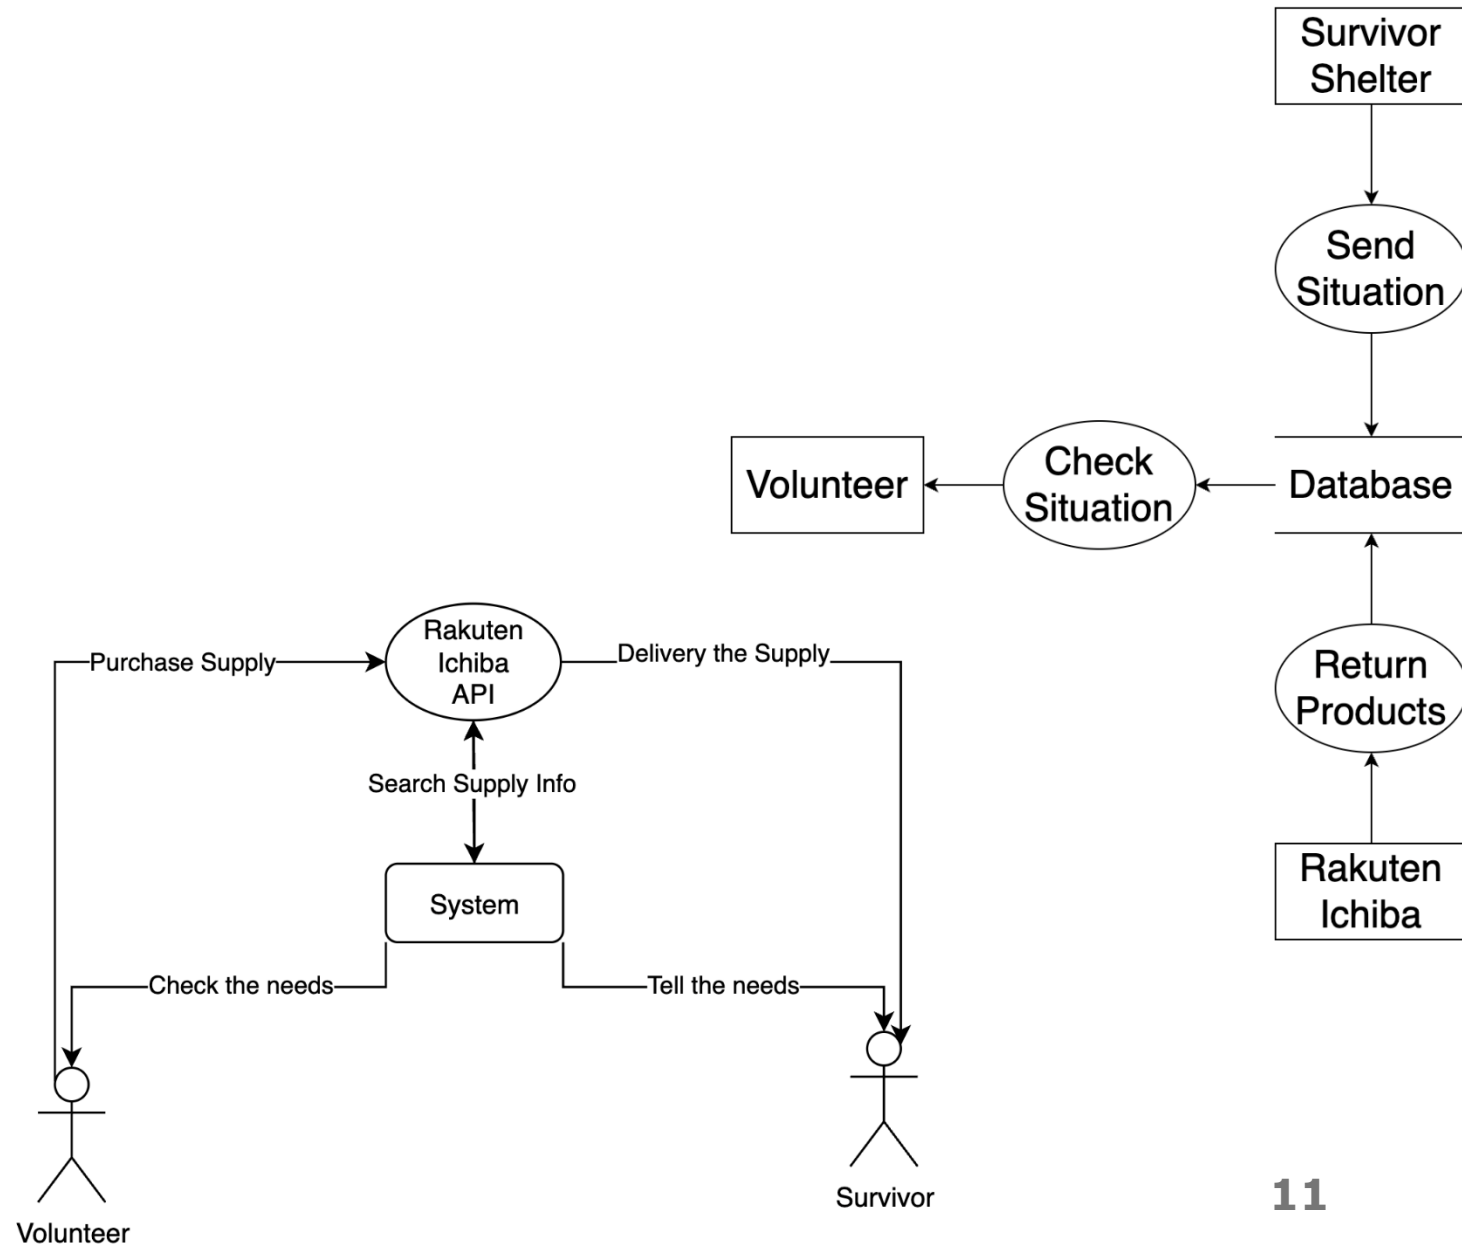 Survivor
Shelter
Send
Situation
Volunteer
Check
Situation
Database
Rakuten
Ichiba
API
Purchase Supply
Delivery the Supply
Search Supply Info
System
Check the needs
Tell the needs
Return
Products
Rakuten
Ichiba
Survivor
Volunteer
11